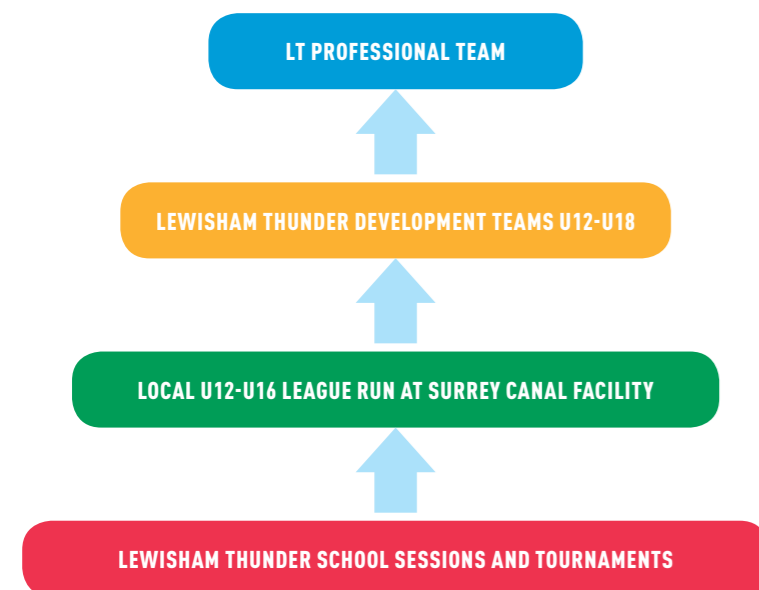 LT PROFESSIONAL TEAM
LEWISHAM THUNDER DEVELOPMENT TEAMS U12-U18
LOCAL U12-U16 LEAGUE RUN AT SURREY CANAL FACILITY
LEWISHAM THUNDER SCHOOL SESSIONS AND TOURNAMENTS